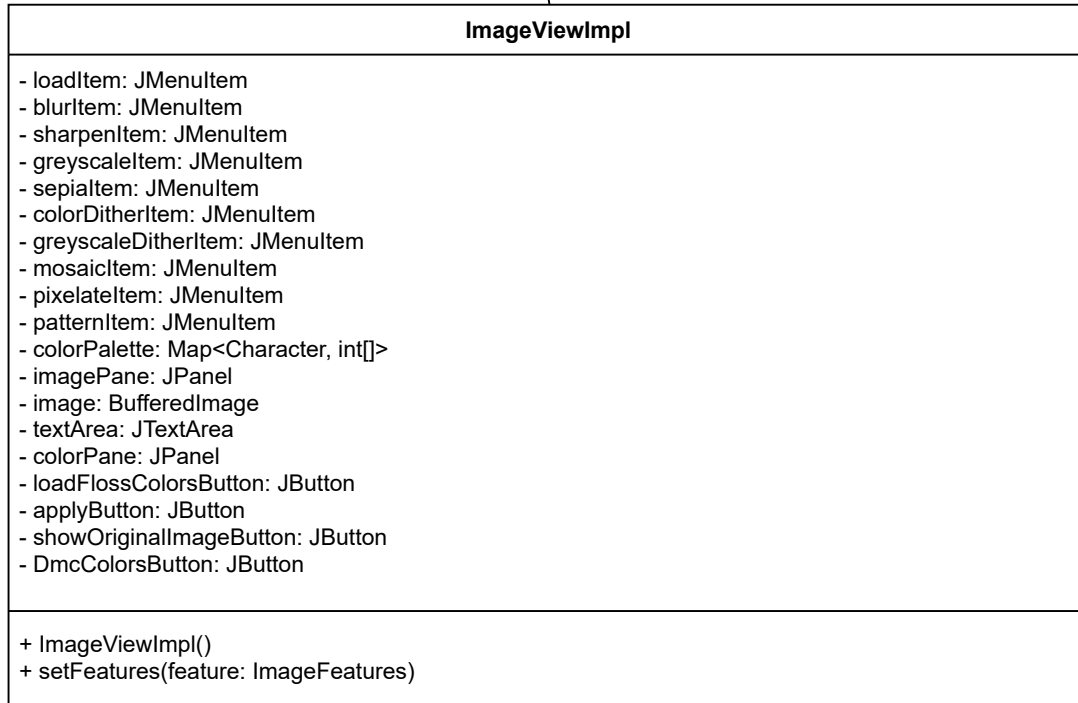 ImageViewImpl
- loadItem: JMenuItem
- blurItem: JMenuItem
- sharpenItem: JMenuItem
- greyscaleItem: JMenuItem
- sepiaItem: JMenuItem
- colorDitherItem: JMenuItem
- greyscaleDitherItem: JMenuItem
- mosaicItem: JMenuItem
- pixelateItem: JMenuItem
- patternItem: JMenuItem
- colorPalette: Map<Character, int[]>
- imagePane: JPanel
- image: BufferedImage
- textArea: JTextArea
- colorPane: JPanel
- loadFlossColorsButton: JButton
- applyButton: JButton
- showOriginalImageButton: JButton
- DmcColorsButton: JButton
+ ImageViewImpl()
+ setFeatures(feature: ImageFeatures)